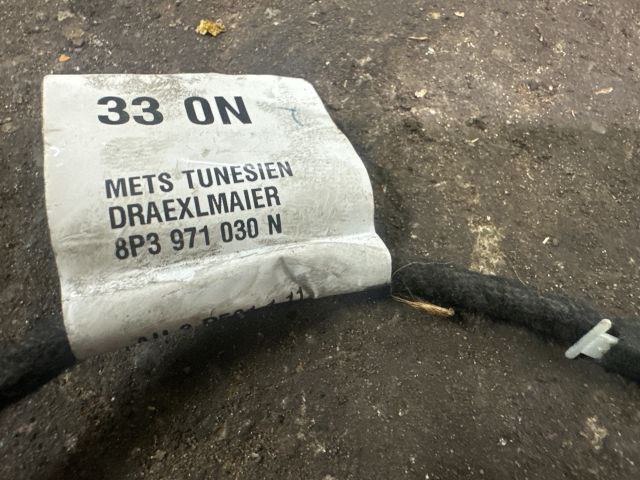 33 0N
METS TUNESIEN
DRAEXLMAIER
8P3 971 030 N